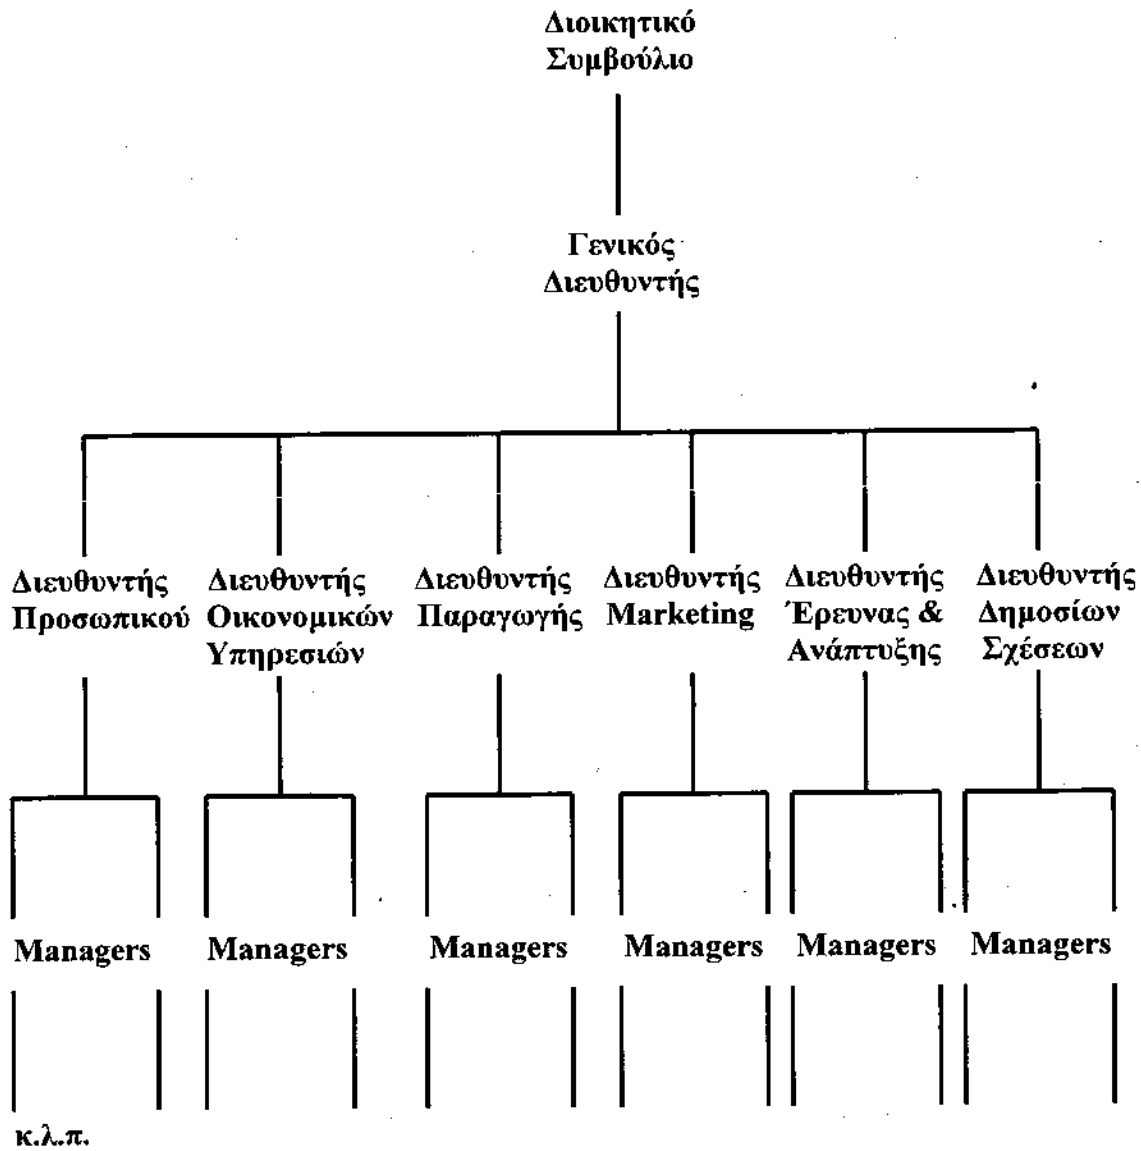 Διοικητικό
Συμβούλιο
Γενικός
Διευθυντής
Διευθυντής
Προσωπικού
Διευθυντής
Οικονομικών
Υπηρεσιών
Διευθυντής
Παραγωγής
Διευθυντής
Marketing
Διευθυντής
Έρευνας &
Ανάπτυξης
Διευθυντής
Δημοσίων
Σχέσεων
Managers
Managers
Managers
Managers
Managers
Managers
κ.λ.π.